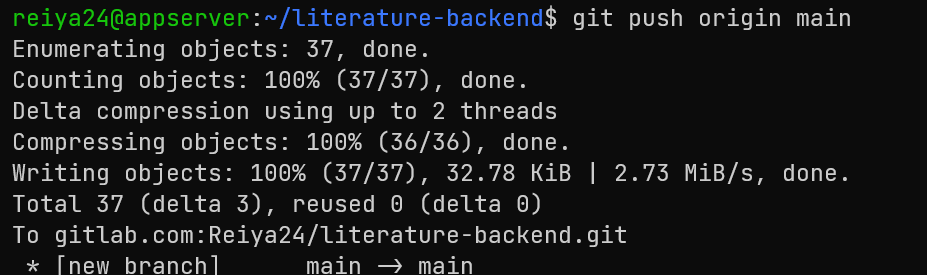 reiya24@appserver:~/literature-backend$ git push origin main
Enumerating objects: 37, done.
Counting objects: 100% (37/37), done.
Delta compression using up to 2 threads
Compressing objects: 100% (36/36), done.
Writing objects: 100% (37/37), 32.78 KiB | 2.73 MiB/s, done.
Total 37 (delta 3), reused 0 (delta 0)
To gitlab.com:Reiya24/literature-backend.git
 * [new branch]      main -> main